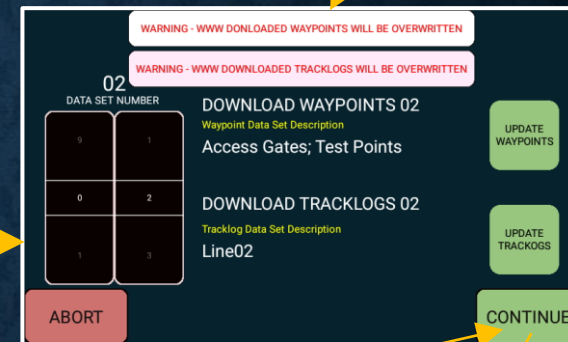 WARNING - WWW DONLOADED WAYPOINTS WILL BE OVERWRITTEN
WARNING - WWW DOWNLOADED TRACKLOGS WILL BE OVERWRITTEN
02
DATA SET NUMBER
9 1
0 2
1 3
DOWNLOAD WAYPOINTS 02
Waypoint Data Set Description
Access Gates; Test Points
UPDATE
WAYPOINTS
DOWNLOAD TRACKLOGS 02
Tracklog Data Set Description
Line02
UPDATE
TRACKOGS
ABORT
CONTINUE